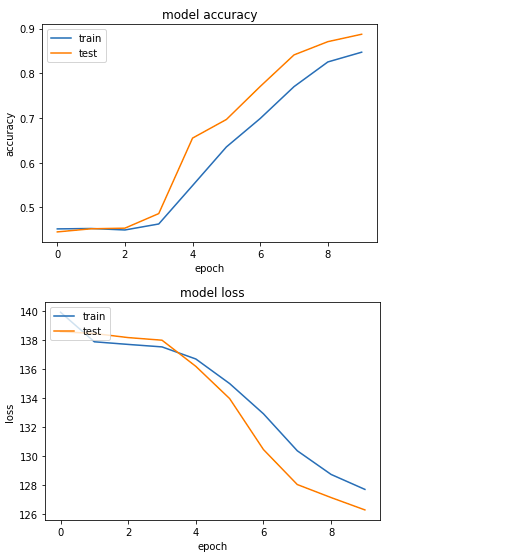 model accuracy
0.9
train
test
0.8
0.7
0.6
0.5
accuracy
0 2 4 6 8
epoch
model loss
140
train
138
test
136
134
132
130
128
126
loss
0 2 4 6 8
epoch